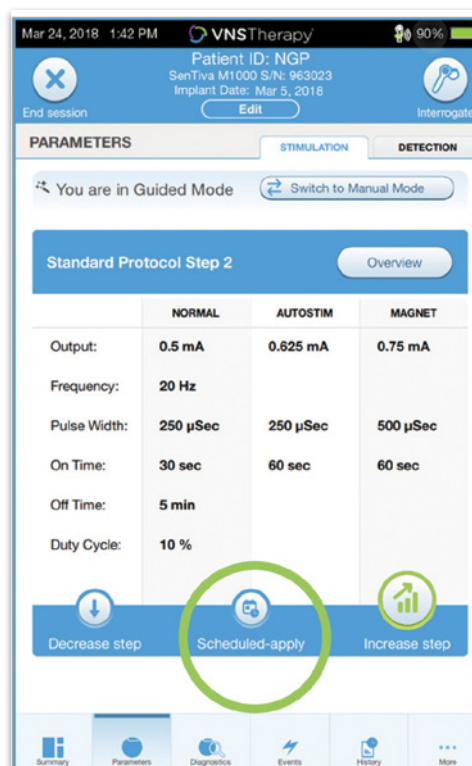 Mar 24, 2018 1:42 PM VNSTherapy 90%
Patient ID: NGP
SenTiva M1000 S/N: 963023
Implant Date: Mar 5, 2018
End session Edit Interrogate
PARAMETERS STIMULATION DETECTION
You are in Guided Mode Switch to Manual Mode
Standard Protocol Step 2 Overview
NORMAL AUTOSTIM MAGNET
Output: 0.5 mA 0.625 mA 0.75 mA
Frequency: 20 Hz
Pulse Width: 250 µSec 250 µSec 500 µSec
On Time: 30 sec 60 sec 60 sec
Off Time: 5 min
Duty Cycle: 10 %
Decrease step Scheduled-apply Increase step
Summary Parameters Diagnostics Events History More